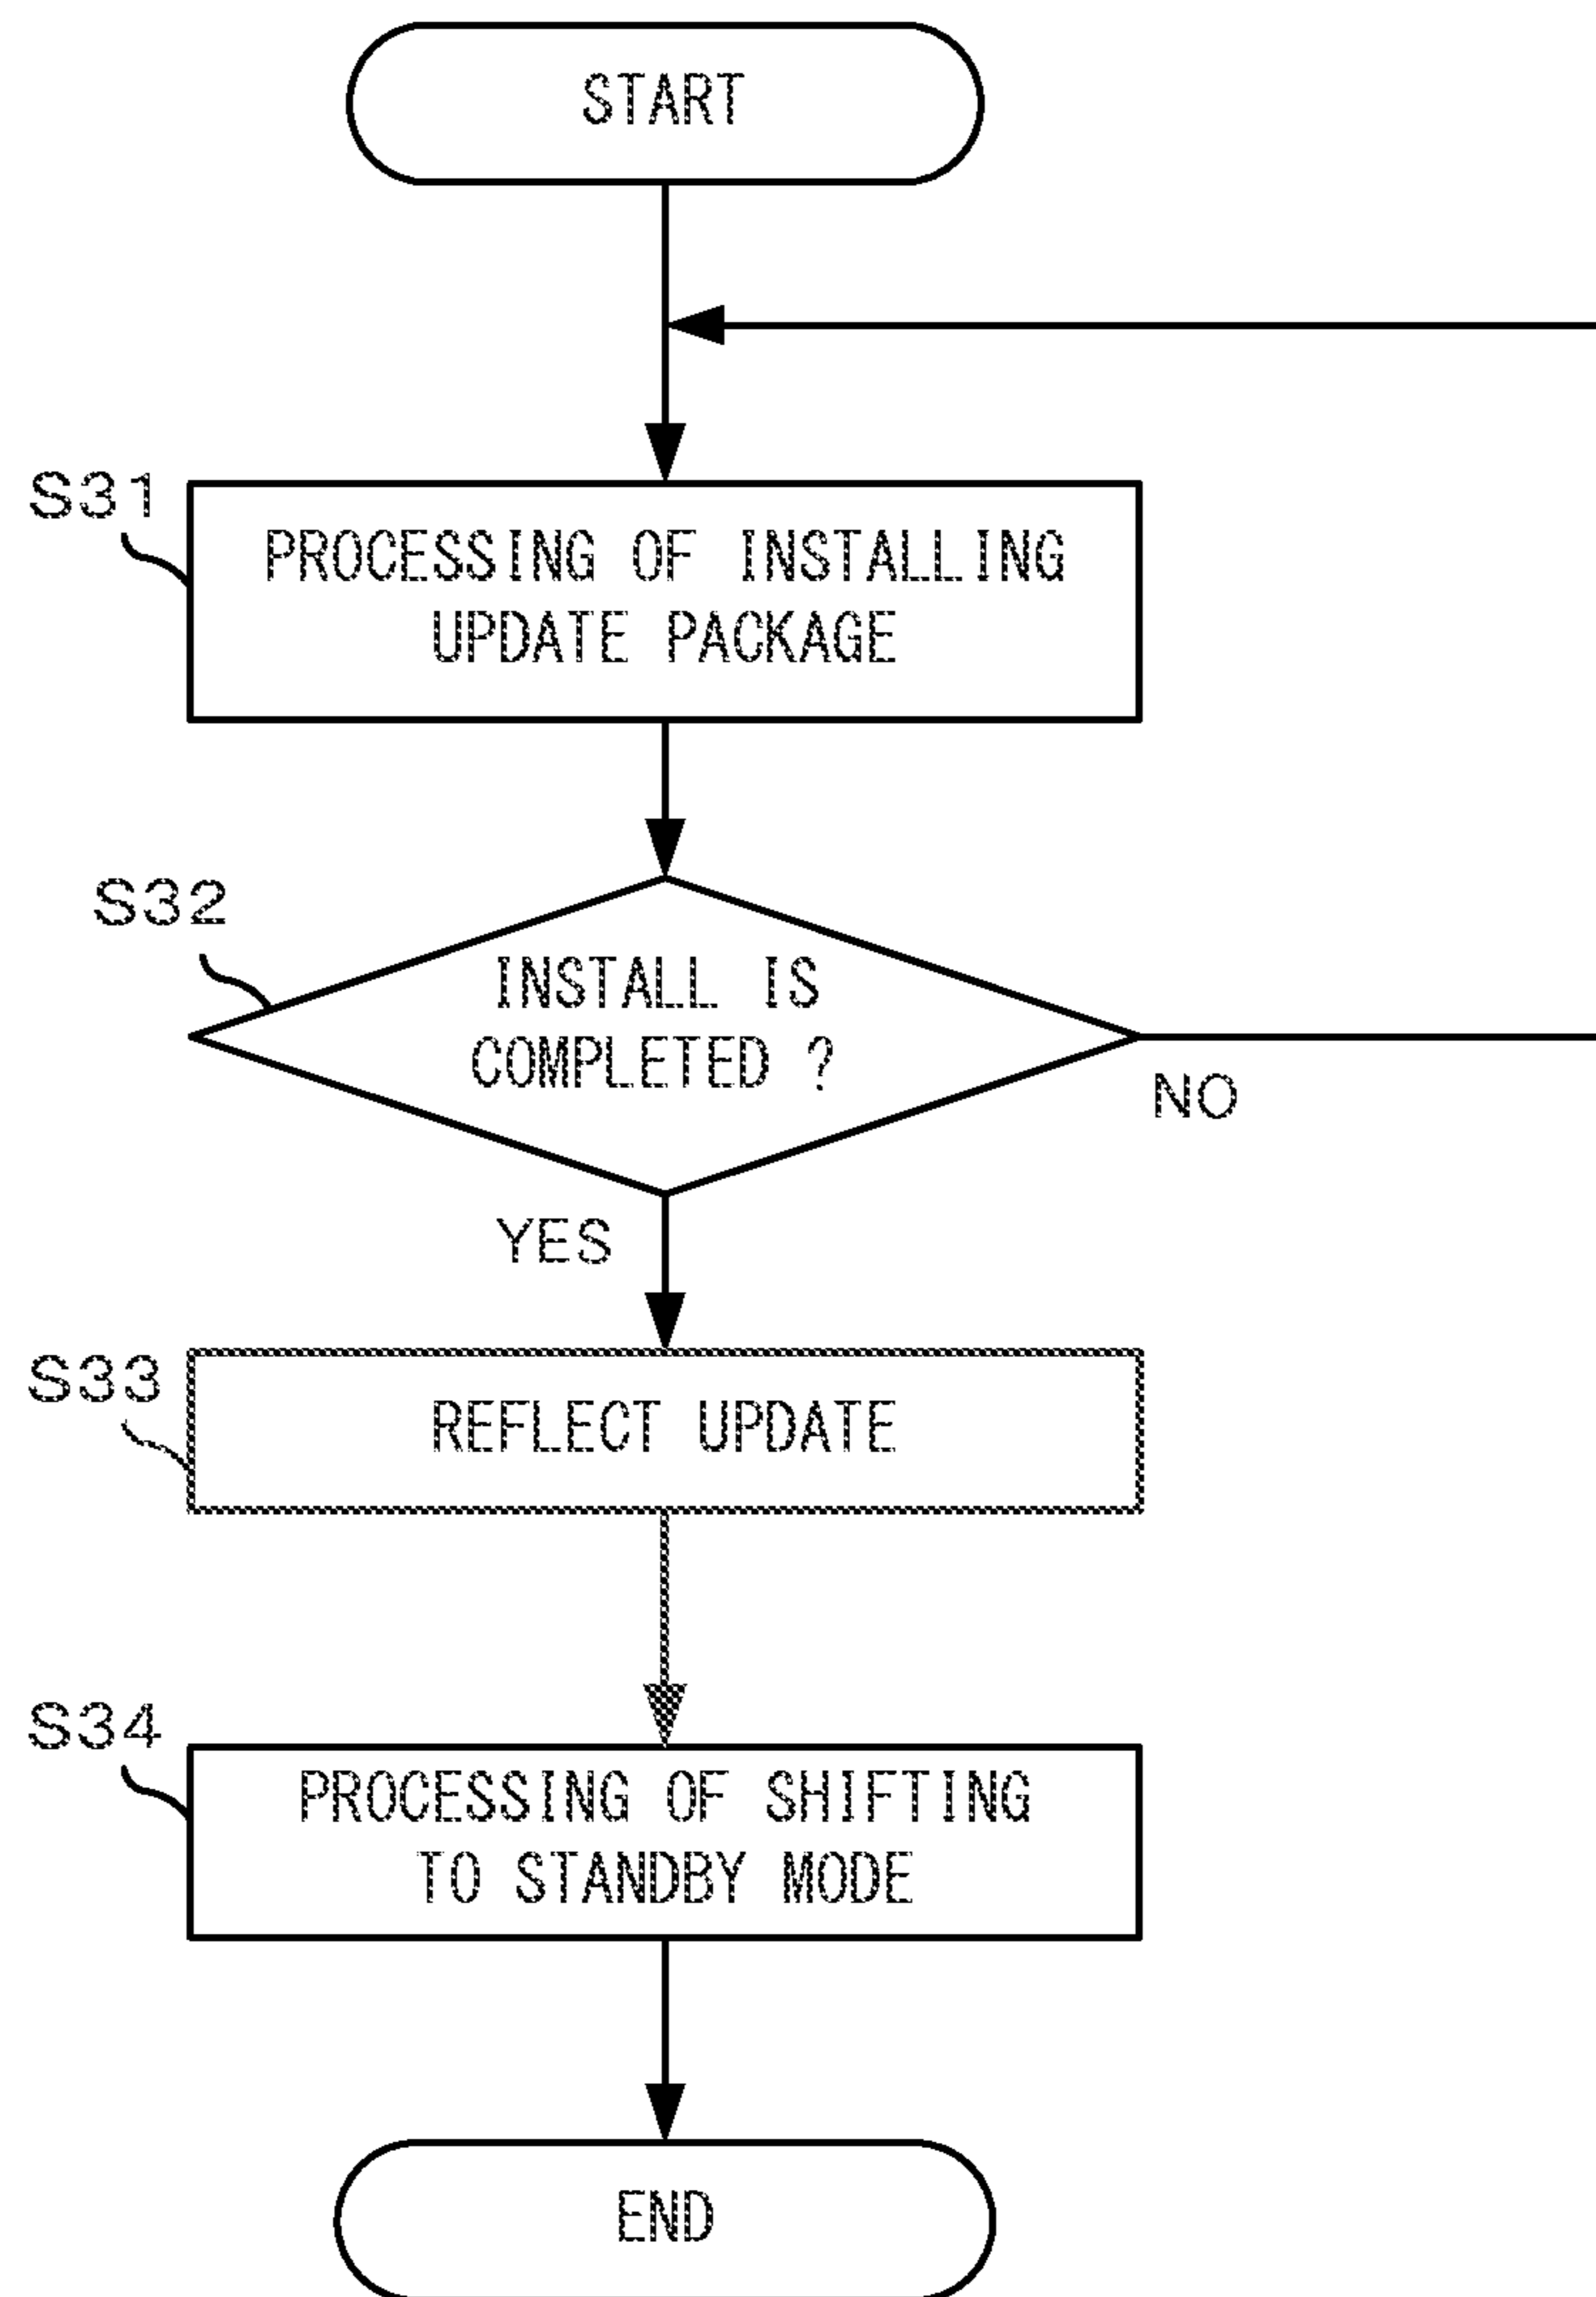 START
S31
PROCESSING OF INSTALLING
UPDATE PACKAGE
S32
INSTALL IS
COMPLETED ?
NO
YES
S33
REFLECT UPDATE
S34
PROCESSING OF SHIFTING
TO STANDBY MODE
END